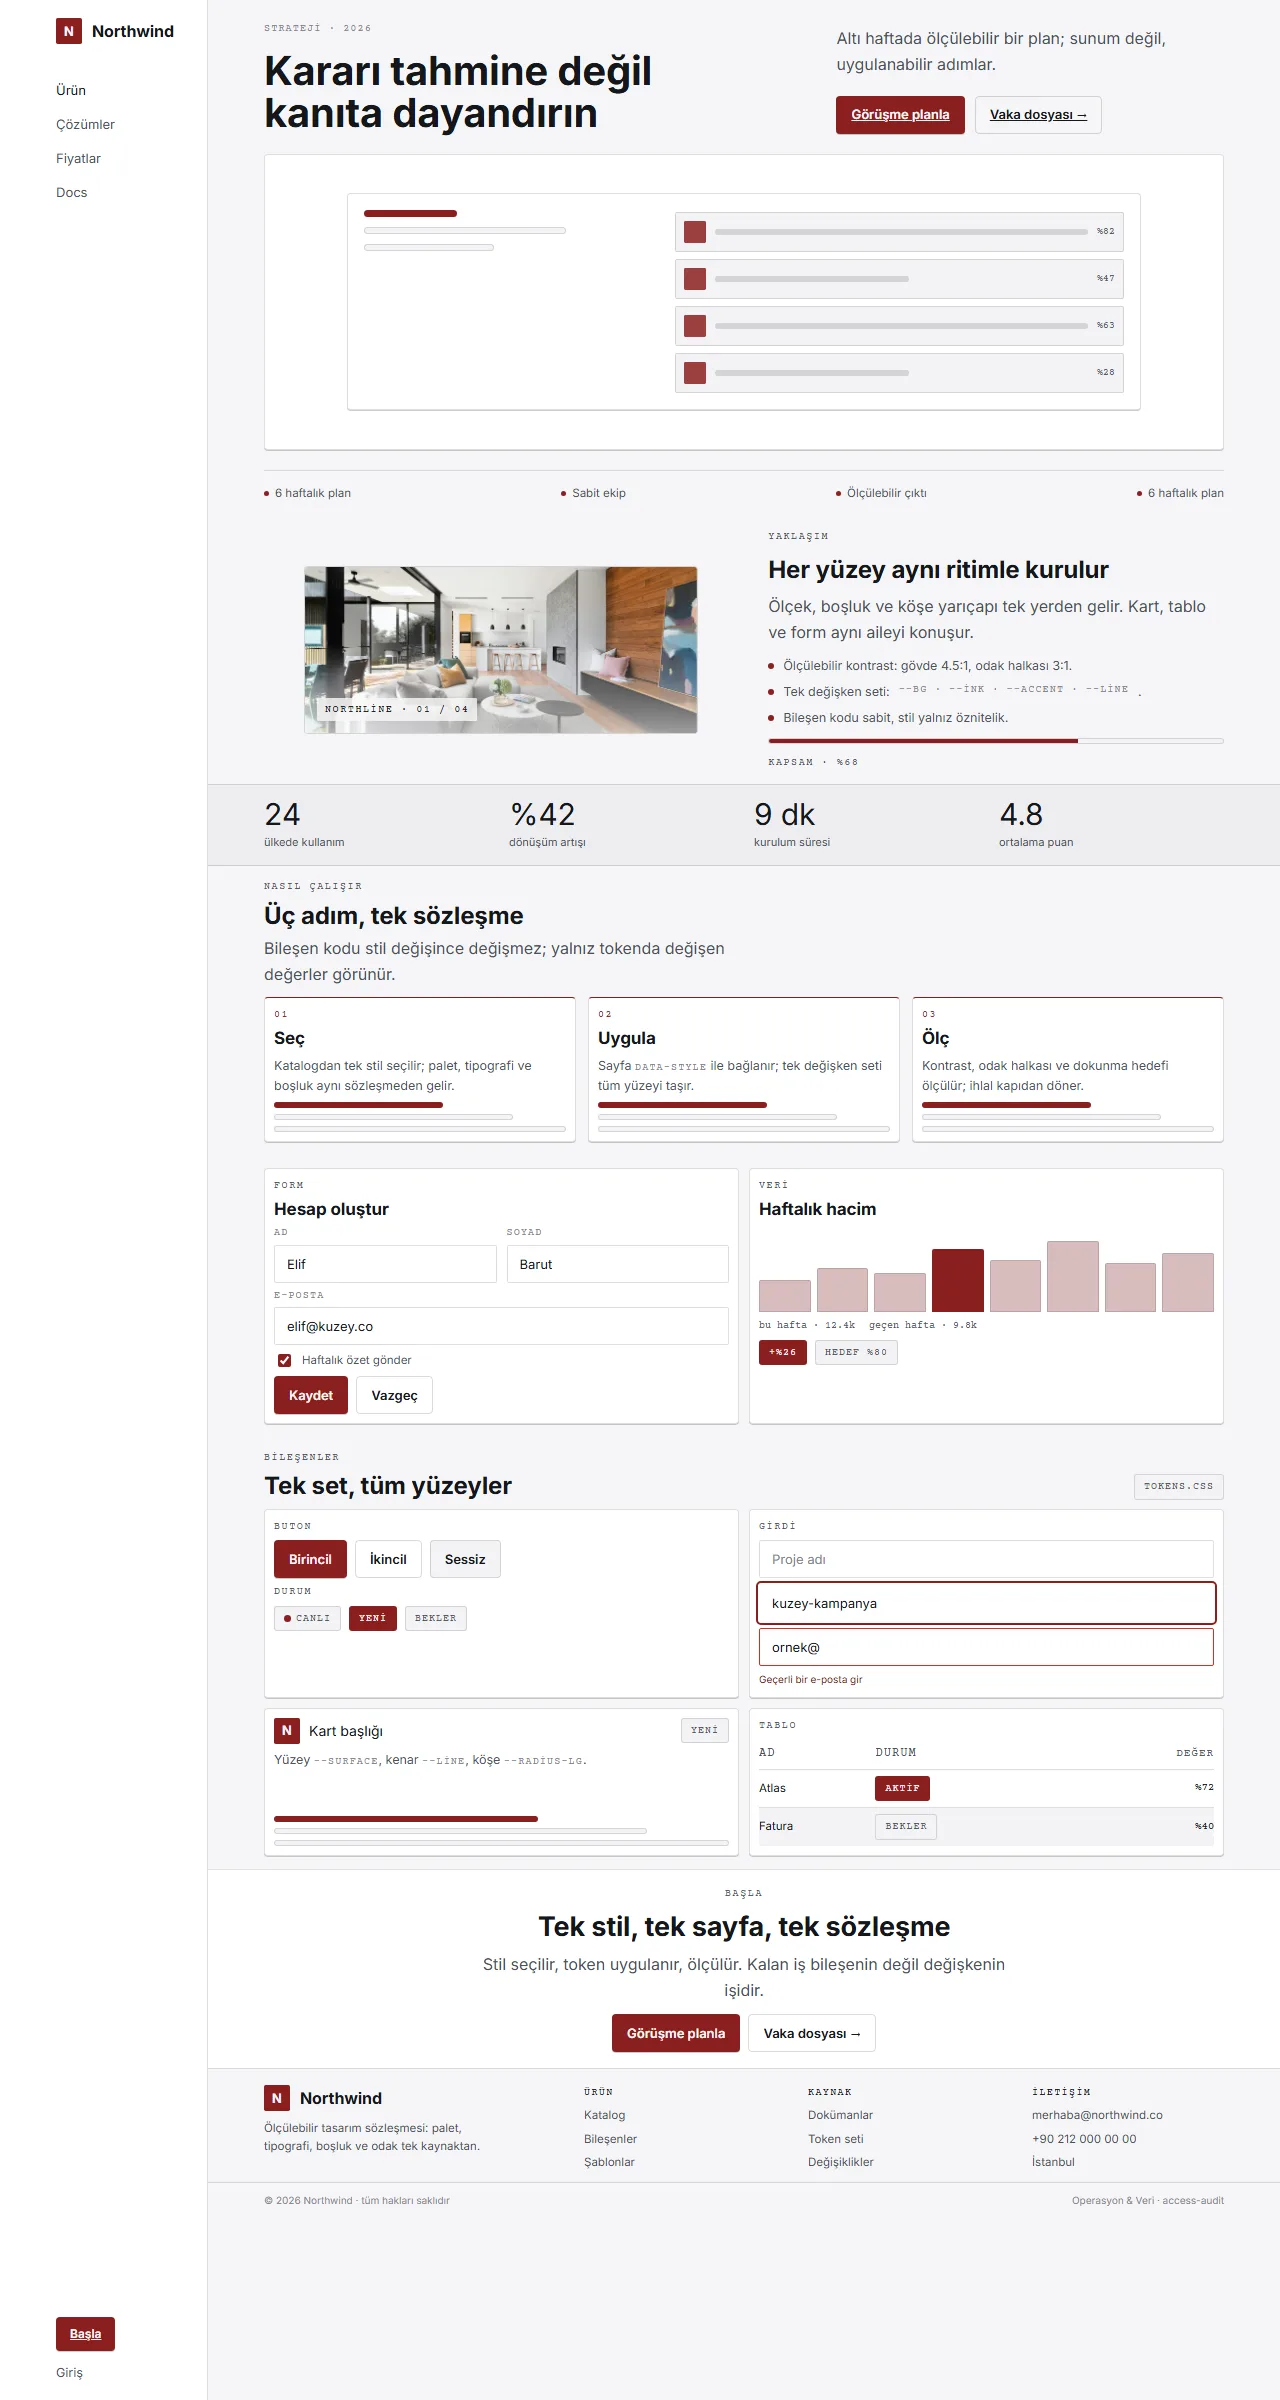 N Northwind
Ürün
Çözümler
Fiyatlar
Docs
STRATEJİ · 2026
Kararı tahmine değil
kanıta dayandırın
Altı haftada ölçülebilir bir plan; sunum değil,
uygulanabilir adımlar.
Görüşme planla
Vaka dosyası →
%82
%47
%63
%28
6 haftalık plan
Sabit ekip
Ölçülebilir çıktı
6 haftalık plan
NORTHLİNE · 01 / 04
YAKLAŞIM
Her yüzey aynı ritimle kurulur
Ölçek, boşluk ve köşe yarıçapı tek yerden gelir. Kart, tablo
ve form aynı aileyi konuşur.
Ölçülebilir kontrast: gövde 4.5:1, odak halkası 3:1.
Tek değişken seti: --BG · --İNK · --ACCENT · --LİNE .
Bileşen kodu sabit, stil yalnız öznitelik.
KAPSAM · %68
24
ülkede kullanım
%42
dönüşüm artışı
9 dk
kurulum süresi
4.8
ortalama puan
NASIL ÇALIŞIR
Üç adım, tek sözleşme
Bileşen kodu stil değişince değişmez; yalnız tokenda değişen
değerler görünür.
01
Seç
Katalogdan tek stil seçilir; palet, tipografi ve
boşluk aynı sözleşmeden gelir.
02
Uygula
Sayfa DATA-STYLE ile bağlanır; tek değişken seti
tüm yüzeyi taşır.
03
Ölç
Kontrast, odak halkası ve dokunma hedefi
ölçülür; ihlal kapıdan döner.
FORM
Hesap oluştur
AD
SOYAD
Elif
Barut
E-POSTA
elif@kuzey.co
Haftalık özet gönder
Kaydet
Vazgeç
VERİ
Haftalık hacim
bu hafta · 12.4k geçen hafta · 9.8k
+%26
HEDEF %80
BİLEŞENLER
Tek set, tüm yüzeyler
TOKENS.CSS
BUTON
Birincil
İkincil
Sessiz
DURUM
CANLI
YENİ
BEKLER
GİRDİ
Proje adı
kuzey-kampanya
ornek@
Geçerli bir e-posta gir
N Kart başlığı
YENİ
Yüzey --SURFACE, kenar --LİNE, köşe --RADİUS-LG.
TABLO
AD DURUM DEĞER
Atlas AKTİF %72
Fatura BEKLER %40
BAŞLA
Tek stil, tek sayfa, tek sözleşme
Stil seçilir, token uygulanır, ölçülür. Kalan iş bileşenin değil değişkenin
işidir.
Görüşme planla
Vaka dosyası →
N Northwind
Ölçülebilir tasarım sözleşmesi: palet,
tipografi, boşluk ve odak tek kaynaktan.
ÜRÜN
Katalog
Bileşenler
Şablonlar
KAYNAK
Dokümanlar
Token seti
Değişiklikler
İLETİŞİM
merhaba@northwind.co
+90 212 000 00 00
İstanbul
© 2026 Northwind · tüm hakları saklıdır
Operasyon & Veri · access-audit
Başla
Giriş